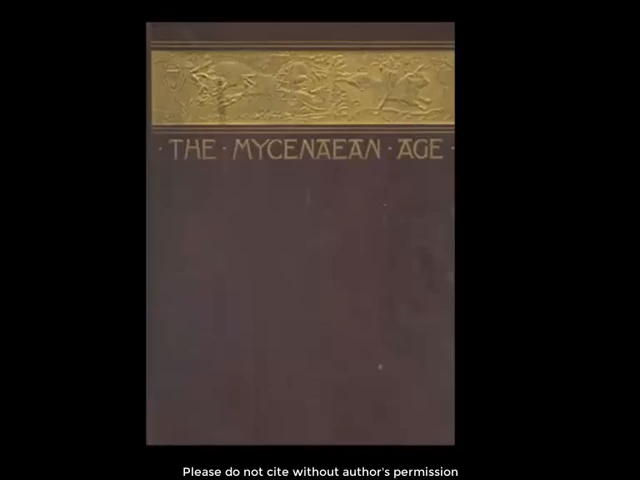 · THE · MYCENAEAN · AGE ·
Please do not cite without author's permission